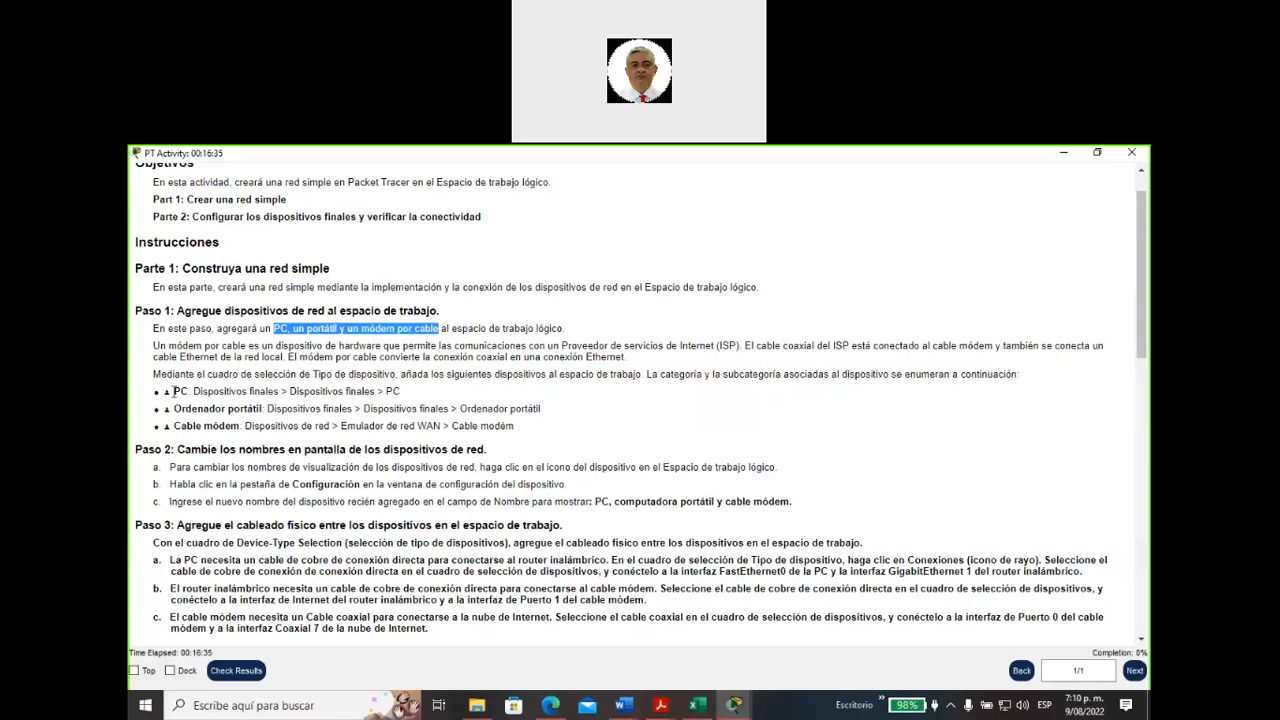 PT Activity: 00:16:35
Objetivos
En esta actividad, creará una red simple en Packet Tracer en el Espacio de trabajo lógico.
Part 1: Crear una red simple
Parte 2: Configurar los dispositivos finales y verificar la conectividad
Instrucciones
Parte 1: Construya una red simple
En esta parte, creará una red simple mediante la implementación y la conexión de los dispositivos de red en el Espacio de trabajo lógico.
Paso 1: Agregue dispositivos de red al espacio de trabajo.
En este paso, agregará un PC, un portátil y un módem por cable al espacio de trabajo lógico.
Un módem por cable es un dispositivo de hardware que permite las comunicaciones con un Proveedor de servicios de Internet (ISP). El cable coaxial del ISP está conectado al cable módem y también se conecta un
cable Ethernet de la red local. El módem por cable convierte la conexión coaxial en una conexión Ethernet.
Mediante el cuadro de selección de Tipo de dispositivo, añada los siguientes dispositivos al espacio de trabajo. La categoría y la subcategoría asociadas al dispositivo se enumeran a continuación:
• PC: Dispositivos finales > Dispositivos finales > PC
• Ordenador portátil: Dispositivos finales > Dispositivos finales > Ordenador portátil
• Cable módem: Dispositivos de red > Emulador de red WAN > Cable modém
Paso 2: Cambie los nombres en pantalla de los dispositivos de red.
a. Para cambiar los nombres de visualización de los dispositivos de red, haga clic en el icono del dispositivo en el Espacio de trabajo lógico.
b. Habla clic en la pestaña de Configuración en la ventana de configuración del dispositivo.
c. Ingrese el nuevo nombre del dispositivo recién agregado en el campo de Nombre para mostrar: PC, computadora portátil y cable módem.
Paso 3: Agregue el cableado físico entre los dispositivos en el espacio de trabajo.
Con el cuadro de Device-Type Selection (selección de tipo de dispositivos), agregue el cableado físico entre los dispositivos en el espacio de trabajo.
a. La PC necesita un cable de cobre de conexión directa para conectarse al router inalámbrico. En el cuadro de selección de Tipo de dispositivo, haga clic en Conexiones (icono de rayo). Seleccione el
cable de cobre de conexión de conexión directa en el cuadro de selección de dispositivos, y conéctelo a la interfaz FastEthernet0 de la PC y la interfaz GigabitEthernet 1 del router inalámbrico.
b. El router inalámbrico necesita un cable de cobre de conexión directa para conectarse al cable módem. Seleccione el cable de cobre de conexión directa en el cuadro de selección de dispositivos, y
conéctelo a la interfaz de Internet del router inalámbrico y a la interfaz de Puerto 1 del cable módem.
c. El cable módem necesita un Cable coaxial para conectarse a la nube de Internet. Seleccione el cable coaxial en el cuadro de selección de dispositivos, y conéctelo a la interfaz de Puerto 0 del cable
módem y a la interfaz Coaxial 7 de la nube de Internet.
Time Elapsed: 00:16:35
Completion: 0%
Top Dock Check Results Back 1/1 Next
Escribe aquí para buscar
Escritorio » 98% ESP
7:10 p. m.
9/08/2022